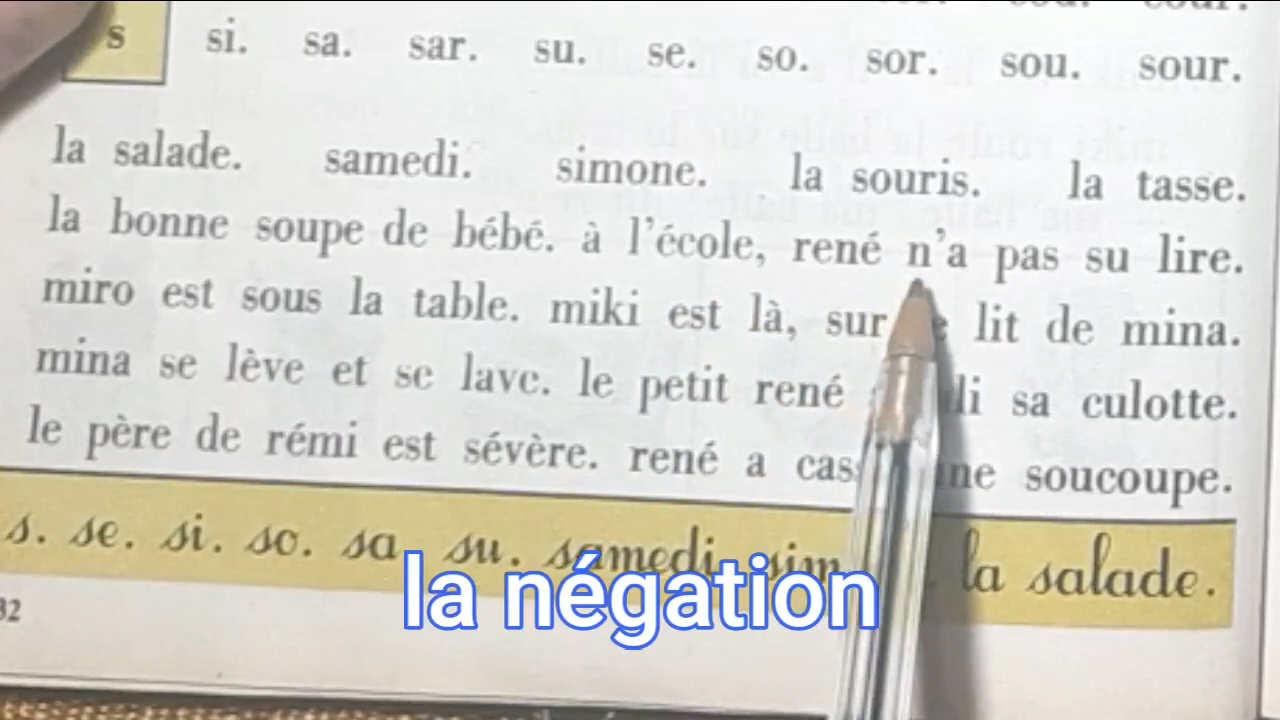 s si. sa. sar. su. se. so. sor. sou. sour.
la salade. samedi. simone. la souris. la tasse.
la bonne soupe de bébé. à l'école, rené n'a pas su lire.
miro est sous la table. miki est là, sur lit de mina.
mina se lève et se lave. le petit rené sa culotte.
le père de rémi est sévère. rené a soucoupe.
s. se. si. so. sa su. samedi. la salade.
la négation
32